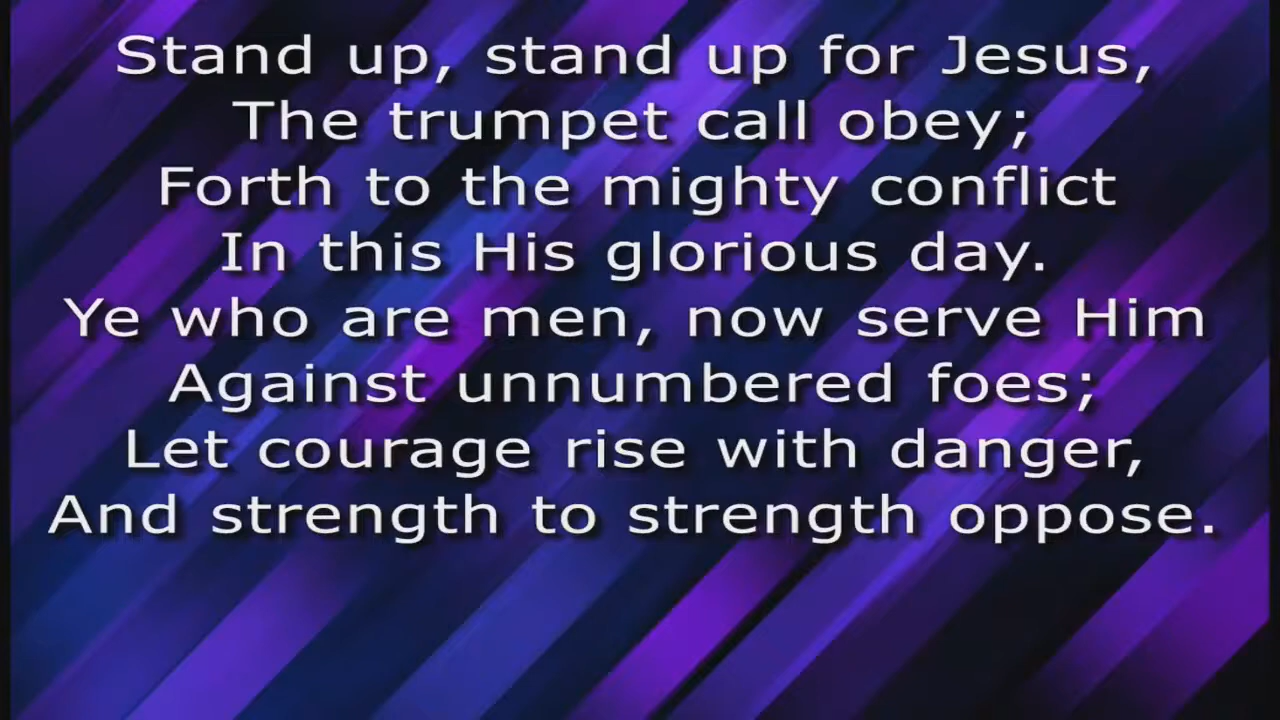 Stand up, stand up for Jesus,
The trumpet call obey;
Forth to the mighty conflict
In this His glorious day.
Ye who are men, now serve Him
Against unnumbered foes;
Let courage rise with danger,
And strength to strength oppose.